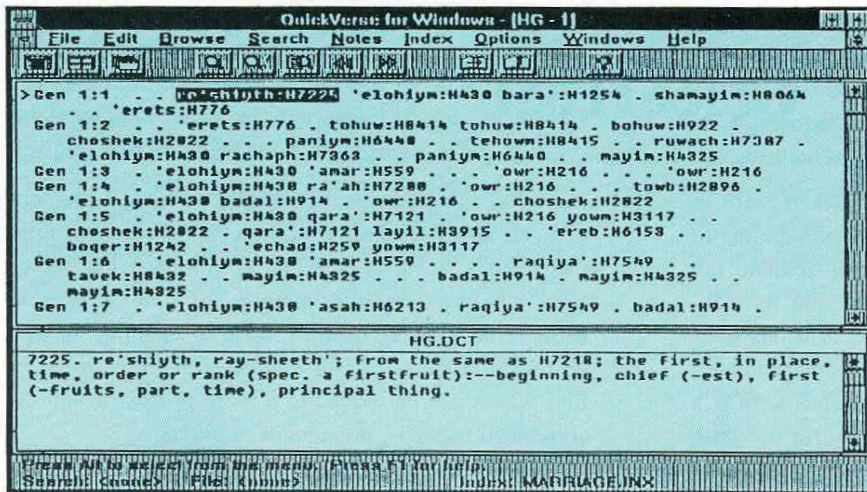 QuickVerse for Windows - [HG - 1]
File Edit Browse Search Notes Index Options Windows Help
>Gen 1:1 . . re'shiyth:H7225 'elohiym:H430 bara':H1254 . shamayim:H8064
. . 'erets:H776
Gen 1:2 . . 'erets:H776 . tohuw:H8414 tohuw:H8414 . bohuw:H922 .
choshek:H2822 . . . paniym:H6440 . . tehowm:H8415 . . ruwach:H7307 .
'elohiym:H430 rachaph:H7363 . . paniym:H6440 . . mayim:H4325
Gen 1:3 . 'elohiym:H430 'amar:H559 . . . 'owr:H216 . . . 'owr:H216
Gen 1:4 . 'elohiym:H430 ra'ah:H7200 . 'owr:H216 . . . towb:H2896 .
'elohiym:H430 badal:H914 . 'owr:H216 . . choshek:H2822
Gen 1:5 . 'elohiym:H430 qara':H7121 . 'owr:H216 yowm:H3117 . .
choshek:H2822 . qara':H7121 layil:H3915 . . 'ereb:H6153 . .
boqer:H1242 . . 'echad:H259 yowm:H3117
Gen 1:6 . 'elohiym:H430 'amar:H559 . . . . raqiya':H7549 . .
tavek:H8432 . . mayim:H4325 . . . badal:H914 . mayim:H4325 . .
mayim:H4325
Gen 1:7 . 'elohiym:H430 'asah:H6213 . raqiya':H7549 . badal:H914 .
HG.DCT
7225. re'shiyth, ray-sheeth'; from the same as H7218; the first, in place,
time, order or rank (spec. a firstfruit):--beginning, chief (-est), first
(-fruits, part, time), principal thing.
Press Alt to select from the menu. Press F1 for help.
Search: <none> File: <none> Index: MARRIAGE.INX